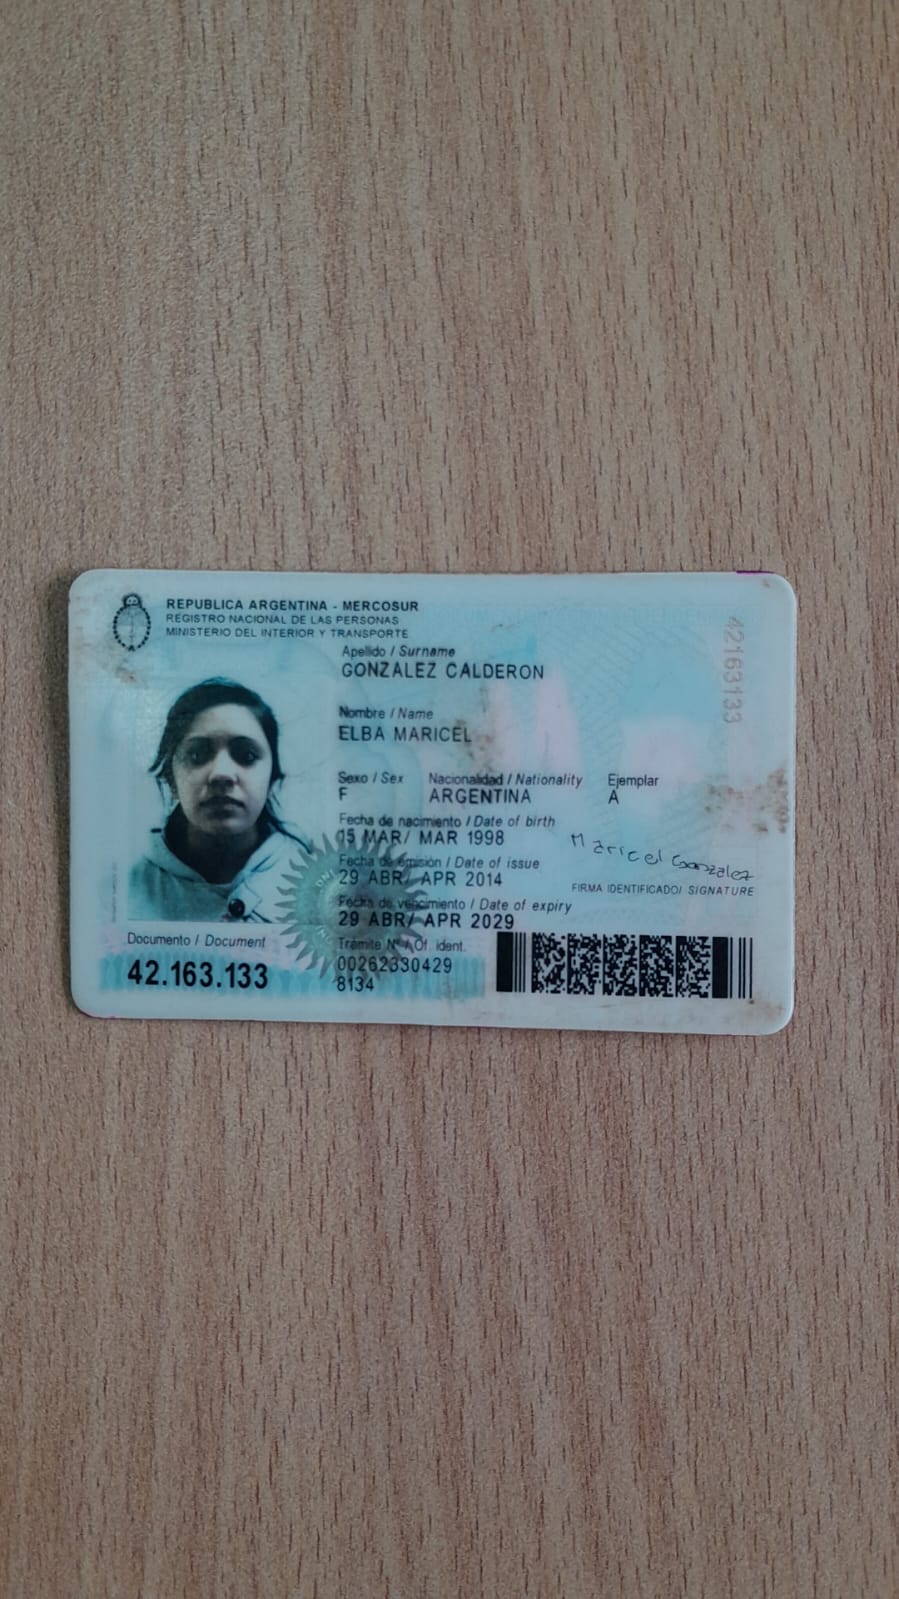 REPUBLICA ARGENTINA - MERCOSUR
REGISTRO NACIONAL DE LAS PERSONAS
MINISTERIO DEL INTERIOR Y TRANSPORTE
Apellido / Surname
GONZALEZ CALDERON
Nombre / Name
ELBA MARICEL
Sexo / Sex Nacionalidad / Nationality Ejemplar
F ARGENTINA A
Fecha de nacimiento / Date of birth
15 MAR/ MAR 1998
Fecha de emisión / Date of issue
29 ABR/ APR 2014
Fecha de vencimiento / Date of expiry
29 ABR/ APR 2029
Trámite N° / Of. ident.
00262330429
8134
Documento / Document
42.163.133
Maricel Gonzalez
FIRMA IDENTIFICADO/ SIGNATURE
42163133
DNI